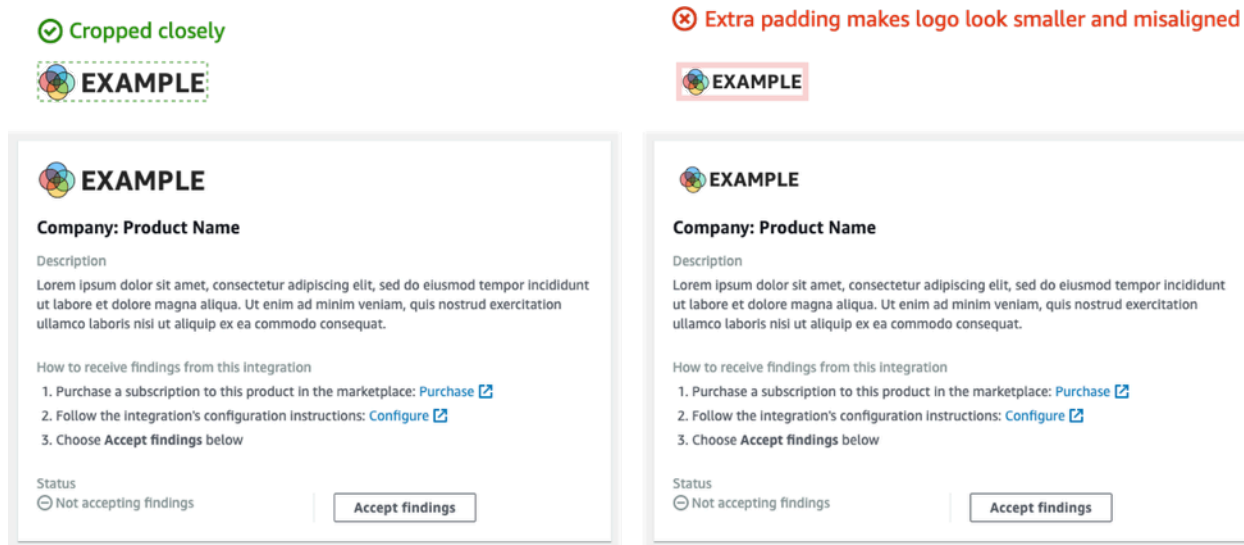 Cropped closely
EXAMPLE
EXAMPLE
Company: Product Name
Description
Lorem ipsum dolor sit amet, consectetur adipiscing elit, sed do eiusmod tempor incididunt
ut labore et dolore magna aliqua. Ut enim ad minim veniam, quis nostrud exercitation
ullamco laboris nisi ut aliquip ex ea commodo consequat.
How to receive findings from this integration
1. Purchase a subscription to this product in the marketplace: Purchase
2. Follow the integration's configuration instructions: Configure
3. Choose Accept findings below
Status
Not accepting findings
Accept findings
Extra padding makes logo look smaller and misaligned
EXAMPLE
EXAMPLE
Company: Product Name
Description
Lorem ipsum dolor sit amet, consectetur adipiscing elit, sed do eiusmod tempor incididunt
ut labore et dolore magna aliqua. Ut enim ad minim veniam, quis nostrud exercitation
ullamco laboris nisi ut aliquip ex ea commodo consequat.
How to receive findings from this integration
1. Purchase a subscription to this product in the marketplace: Purchase
2. Follow the integration's configuration instructions: Configure
3. Choose Accept findings below
Status
Not accepting findings
Accept findings